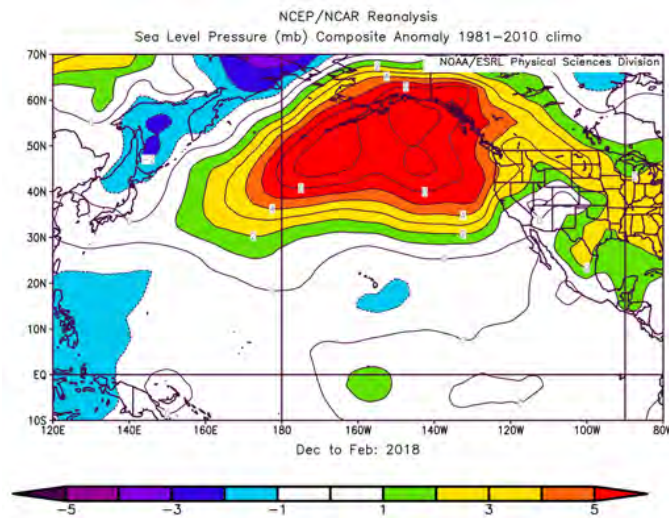 NCEP/NCAR Reanalysis
Sea Level Pressure (mb) Composite Anomaly 1981-2010 climo
NOAA/ESRL Physical Sciences Division
70N
60N
50N
40N
30N
20N
10N
EQ
10S
120E 140E 160E 180 160W 140W 120W 100W 80W
Dec to Feb: 2018
-5 -3 -1 1 3 5